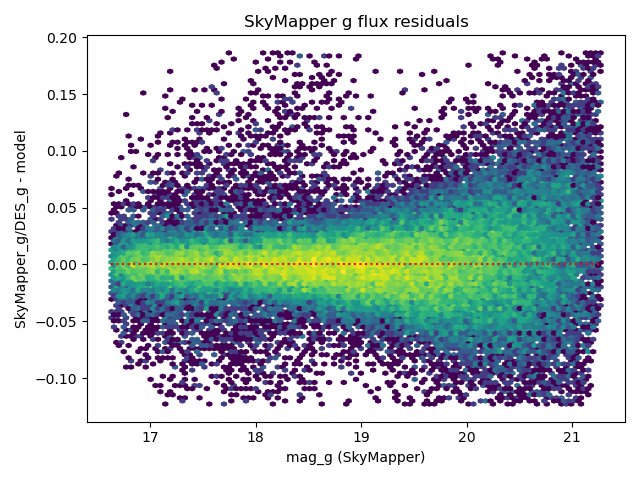 SkyMapper g flux residuals
SkyMapper_g/DES_g - model
0.20
0.15
0.10
0.05
0.00
−0.05
−0.10
17 18 19 20 21
mag_g (SkyMapper)